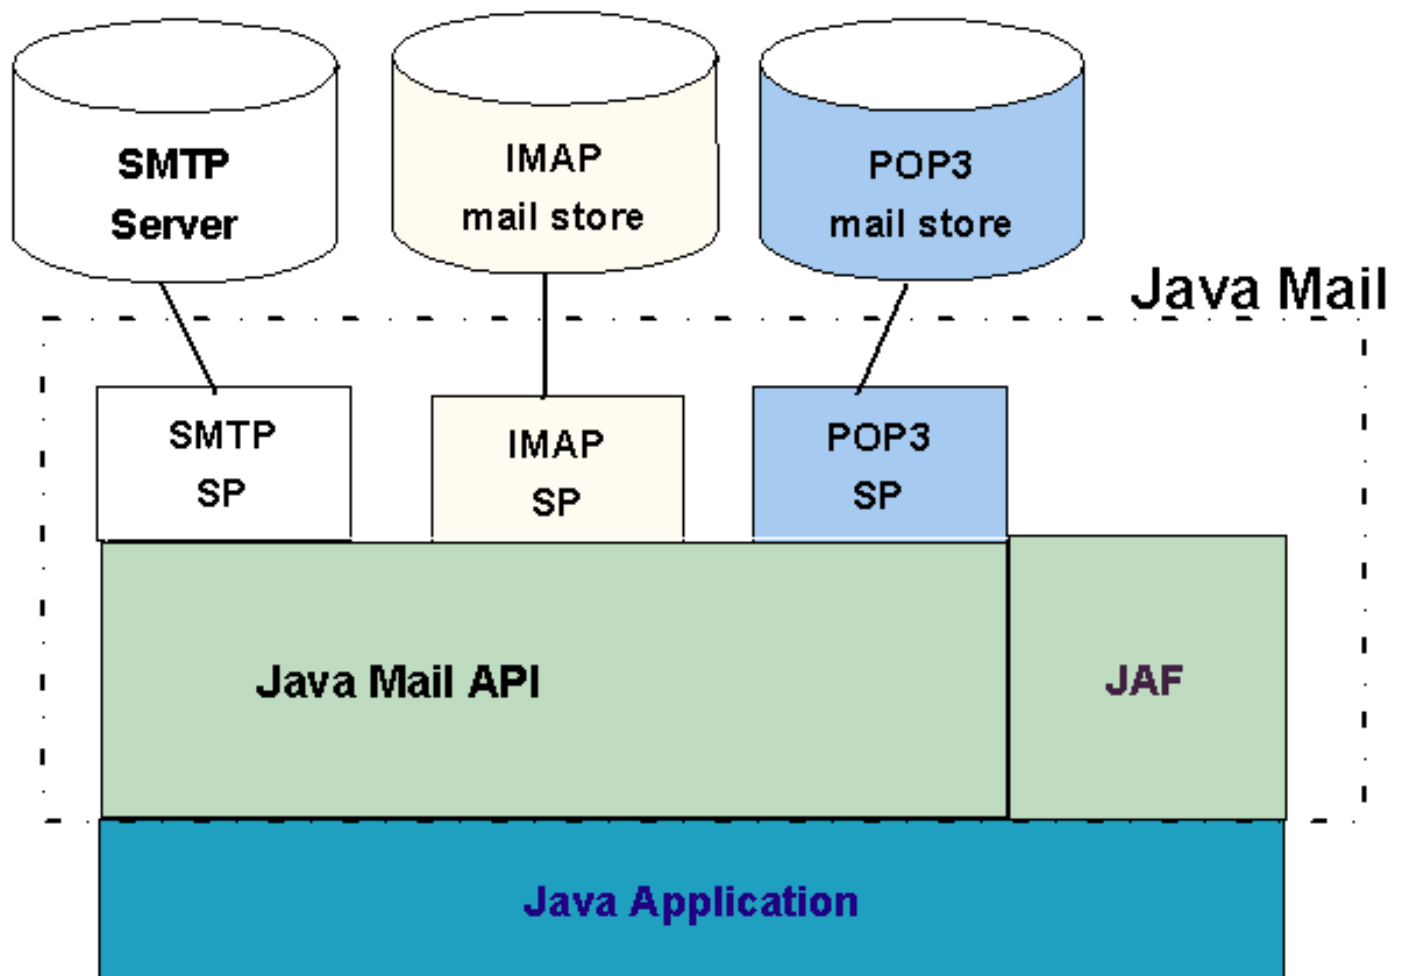 SMTP
Server
IMAP
mail store
POP3
mail store
Java Mail
SMTP
SP
IMAP
SP
POP3
SP
Java Mail API
JAF
Java Application